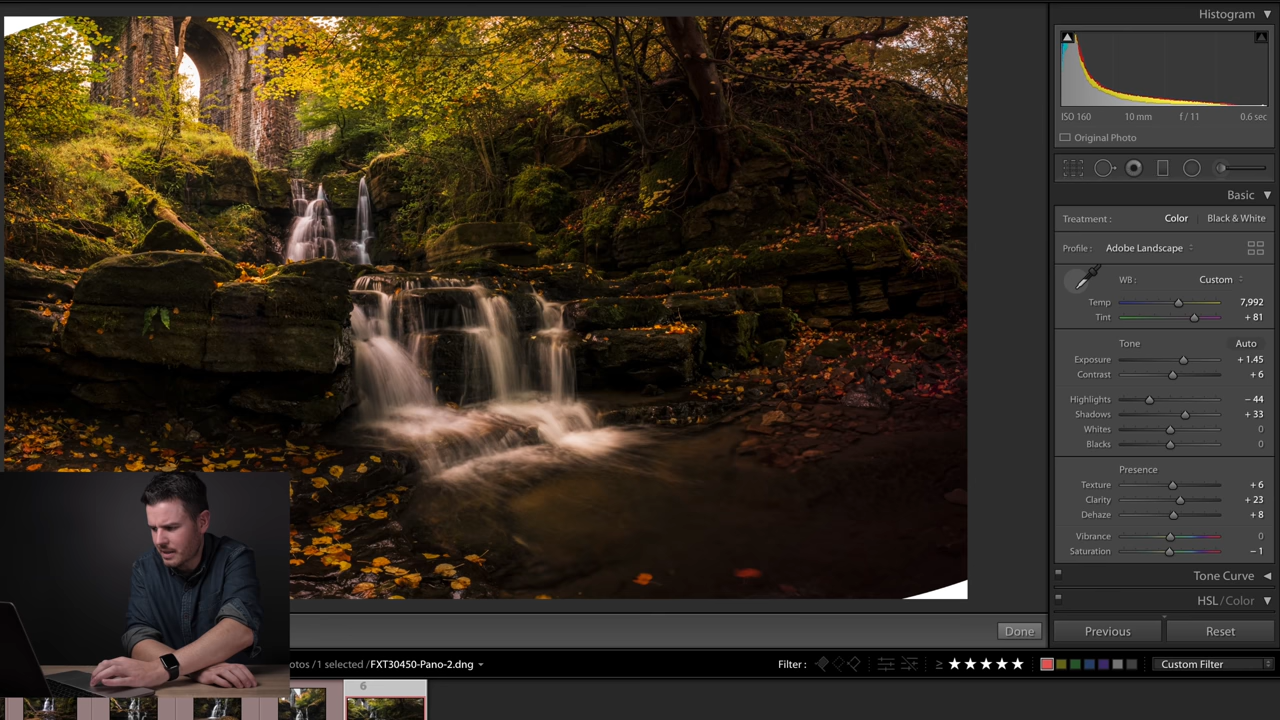 Histogram
ISO 160 10 mm f / 11 0.6 sec
Original Photo
Basic
Treatment : Color Black & White
Profile : Adobe Landscape
WB : Custom
Temp 7,992
Tint + 81
Tone Auto
Exposure + 1.45
Contrast + 6
Highlights − 44
Shadows + 33
Whites 0
Blacks 0
Presence
Texture + 6
Clarity + 23
Dehaze + 8
Vibrance 0
Saturation − 1
Tone Curve
HSL / Color
Done Previous Reset
otos / 1 selected / FXT30450-Pano-2.dng Filter : Custom Filter
6